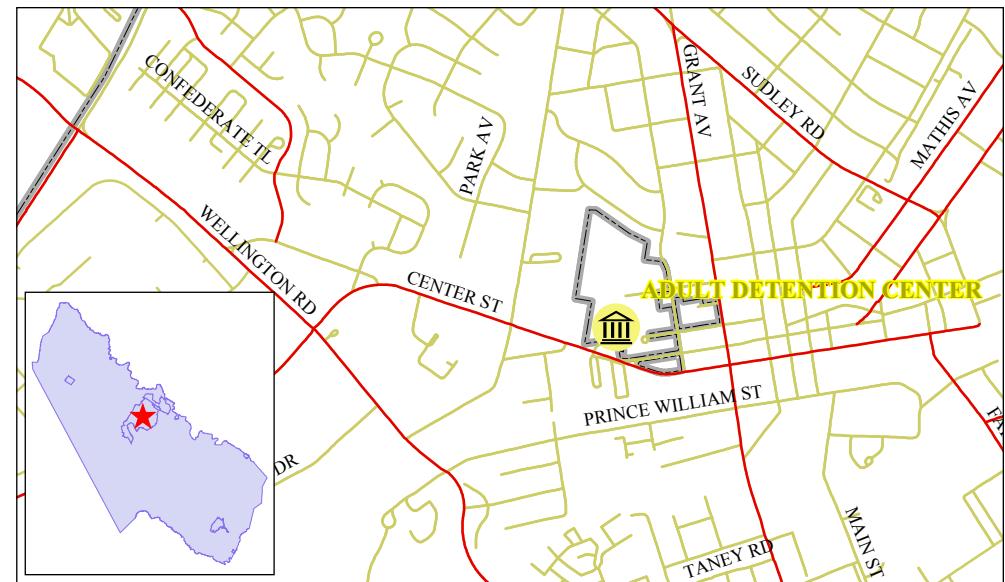 CONFEDERATE TL
PARK AV
GRANT AV
SUDLEY RD
MATHIS AV
WELLINGTON RD
CENTER ST
ADULT DETENTION CENTER
PRINCE WILLIAM ST
DR
MAIN ST
TANEY RD